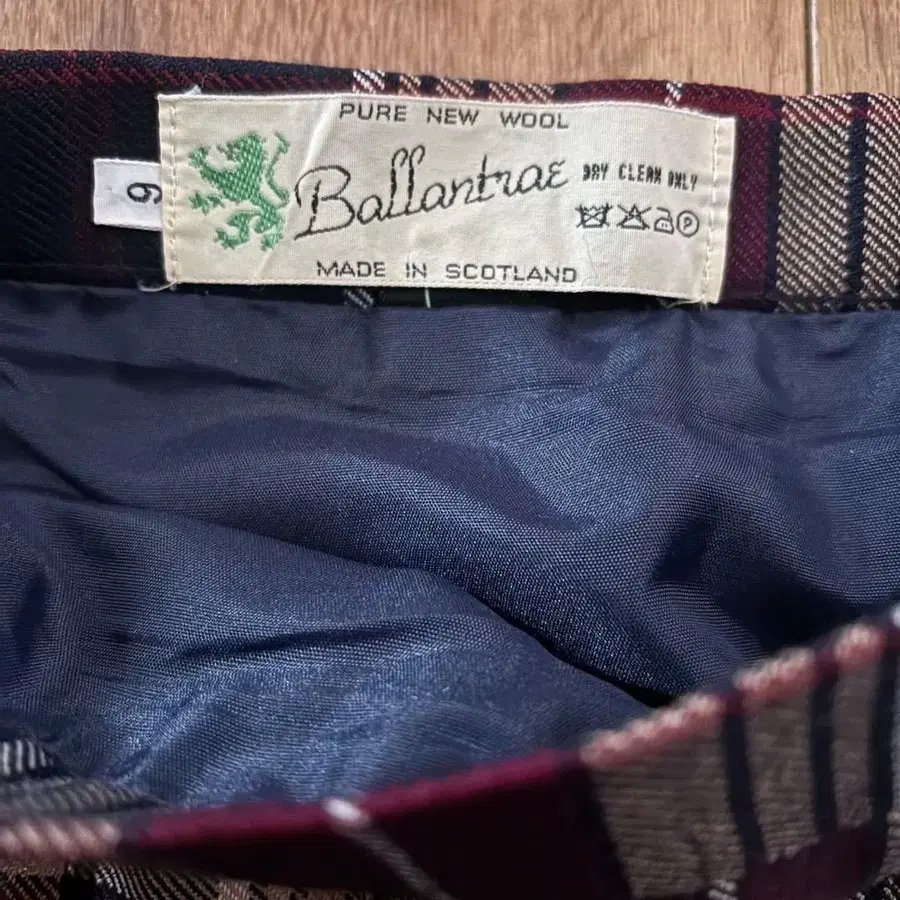 PURE NEW WOOL
Ballantrae
DRY CLEAN ONLY
P
MADE IN SCOTLAND